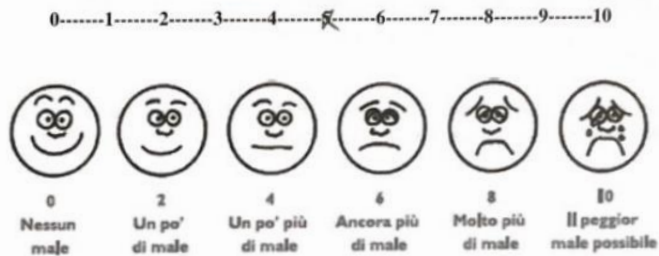 0------1-----2------3------4------5------6------7------8------9------10
0 2 4 6 8 10
Nessun Un po' Un po' più Ancora più Molto più Il peggior
male di male di male di male di male male possibile